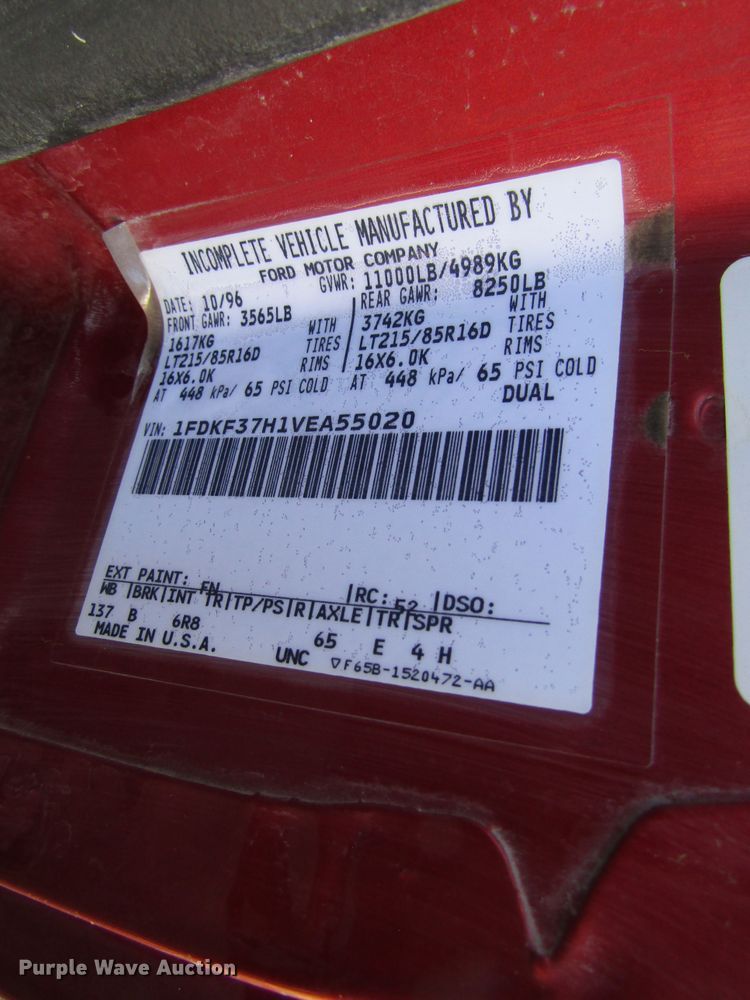 INCOMPLETE VEHICLE MANUFACTURED BY
FORD MOTOR COMPANY
DATE: 10/96 GVWR: 11000LB/4989KG
FRONT GAWR: 3565LB REAR GAWR: 8250LB
1617KG WITH 3742KG WITH
LT215/85R16D TIRES LT215/85R16D TIRES
16X6.0K RIMS 16X6.0K RIMS
AT 448 kPa/ 65 PSI COLD AT 448 kPa/ 65 PSI COLD
DUAL
VIN: 1FDKF37H1VEA55020
EXT PAINT: FN RC: 52 DSO:
WB |BRK|INT TR|TP/PS|R|AXLE|TR|SPR
137 B 6R8 65 E 4 H
MADE IN U.S.A. UNC ▽F65B-1520472-AA
Purple Wave Auction